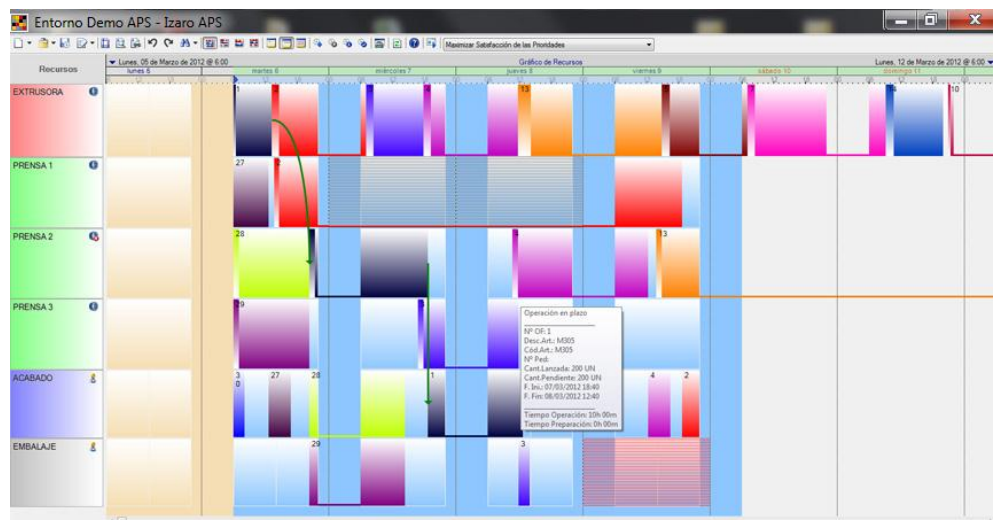 Entorno Demo APS - Izaro APS
Maximizar Satisfacción de las Prioridades
Recursos
Lunes, 05 de Marzo de 2012 @ 6:00
Gráfico de Recursos
Lunes, 12 de Marzo de 2012 @ 6:00
martes 6
miércoles 7
jueves 8
viernes 9
sábado 10
domingo 11
EXTRUSORA
1
13
10
PRENSA 1
27
PRENSA 2
28
13
PRENSA 3
29
Operación en plazo
Nº OF: 1
Desc.Art.: M305
Cód.Art.: M305
Nº Ped:
Cant.Lanzada: 200 UN
Cant.Pendiente: 200 UN
F. Ini.: 07/03/2012 18:40
F. Fin: 08/03/2012 12:40
Tiempo Operación: 10h 00m
Tiempo Preparación: 0h 00m
ACABADO
3 0
27
28
1
4
2
EMBALAJE
29
3